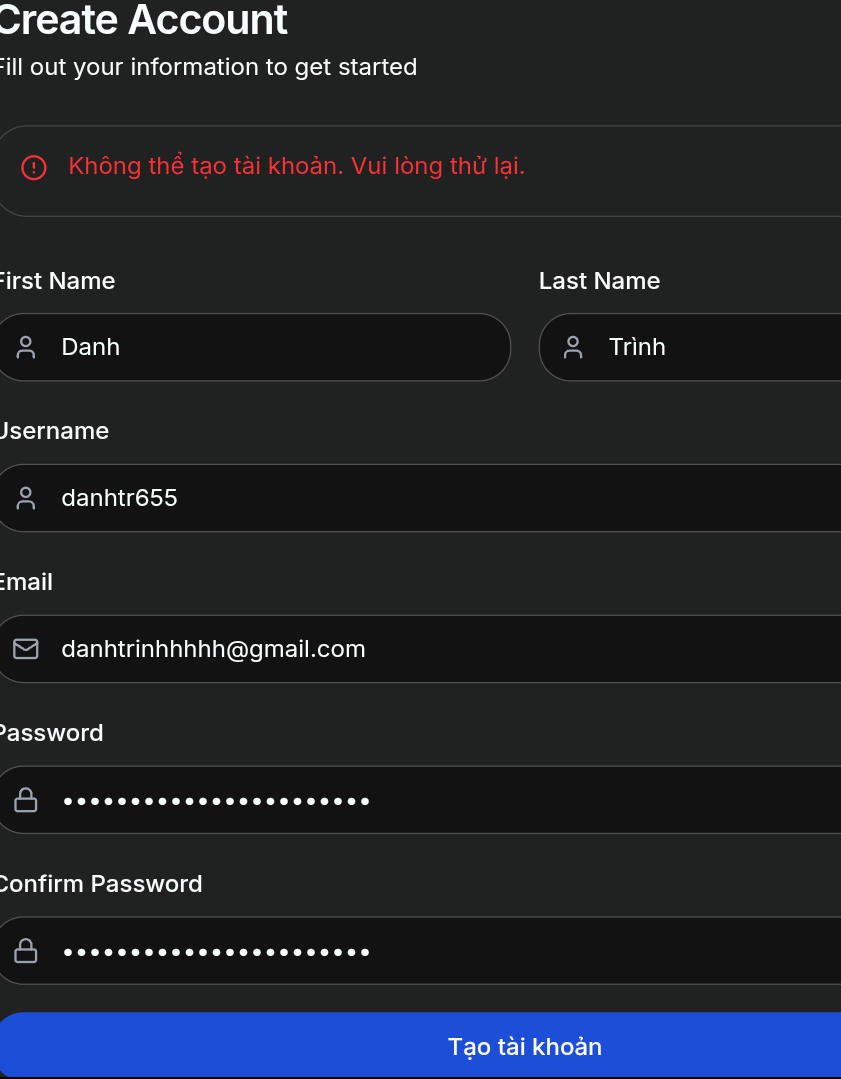 Create Account
Fill out your information to get started
Không thể tạo tài khoản. Vui lòng thử lại.
First Name Last Name
Danh Trình
Username
danhtr655
Email
danhtrinhhhhh@gmail.com
Password
•••••••••••••••••••••••
Confirm Password
•••••••••••••••••••••••
Tạo tài khoản